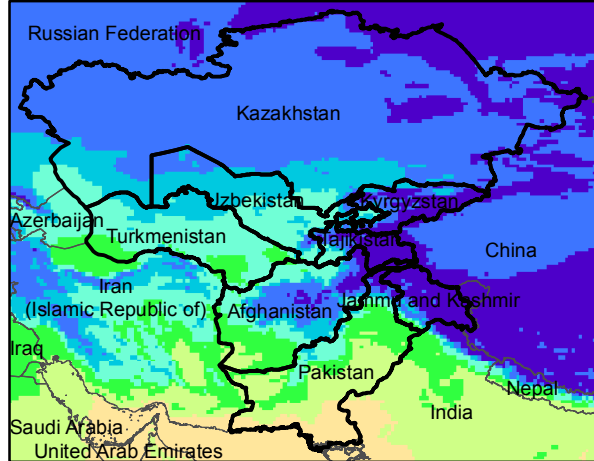 Russian Federation
Kazakhstan
Uzbekistan
Kyrgyzstan
Azerbaijan
Turkmenistan
Tajikistan
China
Iran
(Islamic Republic of)
Afghanistan
Jammu and Kashmir
Iraq
Pakistan
Nepal
India
Saudi Arabia
United Arab Emirates